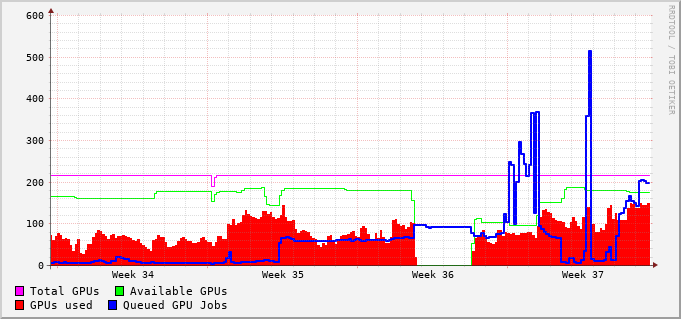 600
500
400
300
200
100
0
Week 34 Week 35 Week 36 Week 37
Total GPUs Available GPUs
GPUs used Queued GPU Jobs
RRDTOOL / TOBI OETIKER